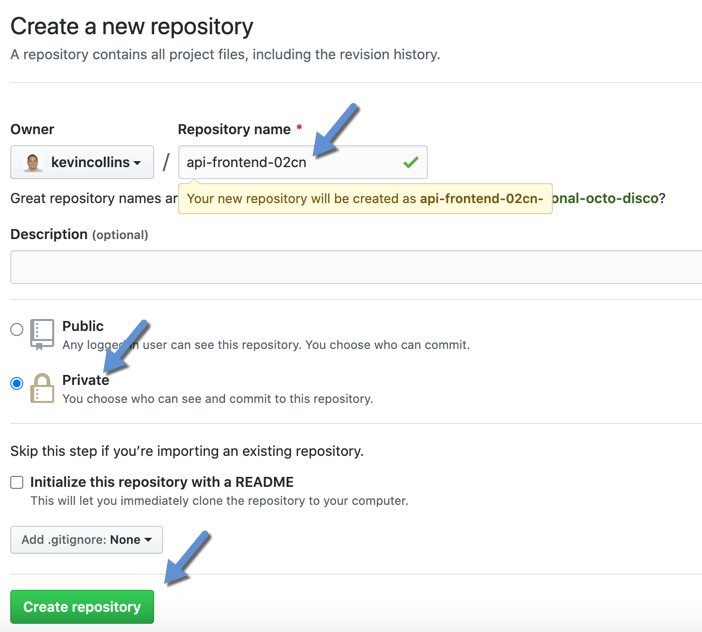 Create a new repository
A repository contains all project files, including the revision history.
Owner
Repository name *
kevincollins
/
api-frontend-02cn
Great repository names ar
Your new repository will be created as api-frontend-02cn-
onal-octo-disco?
Description (optional)
Public
Any logged in user can see this repository. You choose who can commit.
Private
You choose who can see and commit to this repository.
Skip this step if you’re importing an existing repository.
Initialize this repository with a README
This will let you immediately clone the repository to your computer.
Add .gitignore: None
Create repository